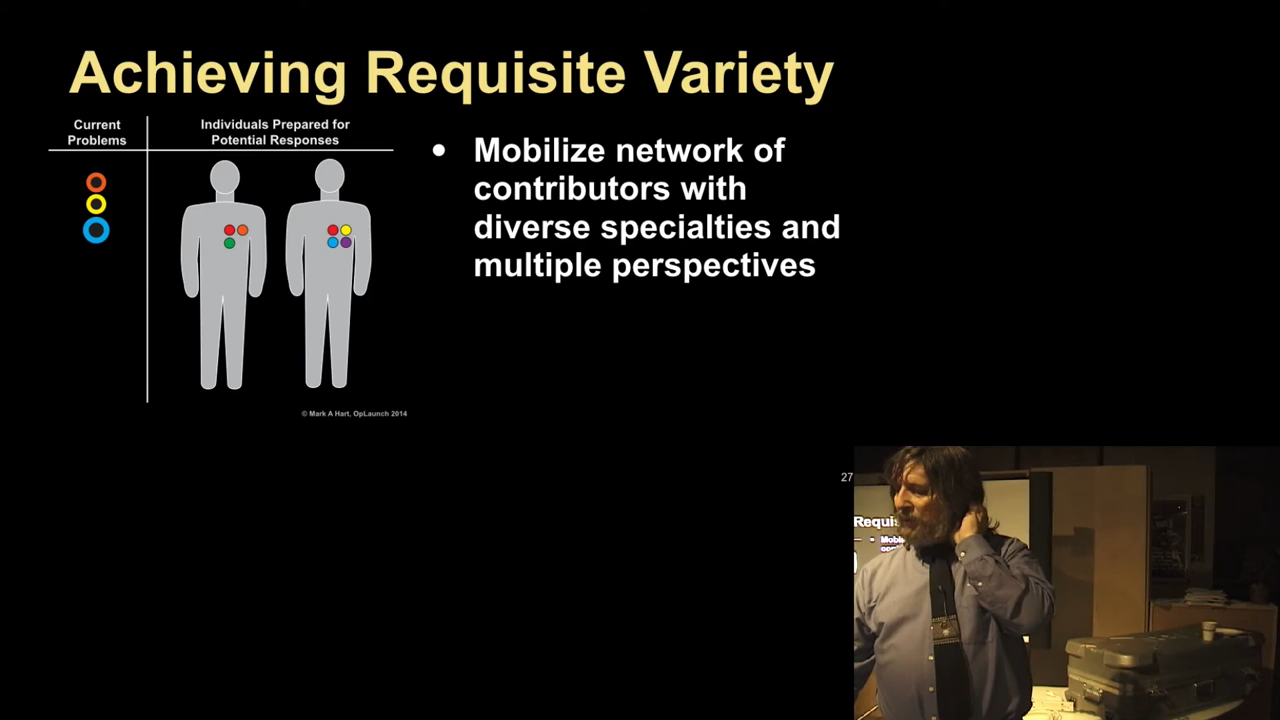 Achieving Requisite Variety
Current
Problems
Individuals Prepared for
Potential Responses
• Mobilize network of
contributors with
diverse specialties and
multiple perspectives
© Mark A Hart, OpLaunch 2014
27